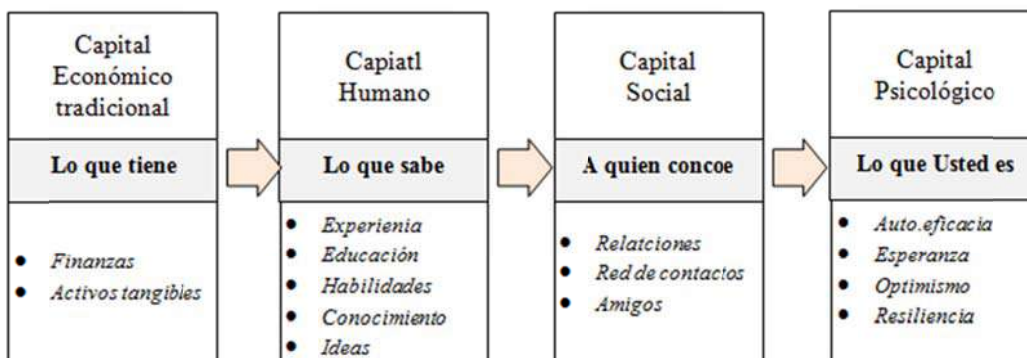 Capital
Económico
tradicional
Lo que tiene
• Finanzas
• Activos tangibles
Capiatl
Humano
Lo que sabe
• Experienia
• Educación
• Habilidades
• Conocimiento
• Ideas
Capital
Social
A quien concoe
• Relatciones
• Red de contactos
• Amigos
Capital
Psicológico
Lo que Usted es
• Auto.eficacia
• Esperanza
• Optimismo
• Resiliencia